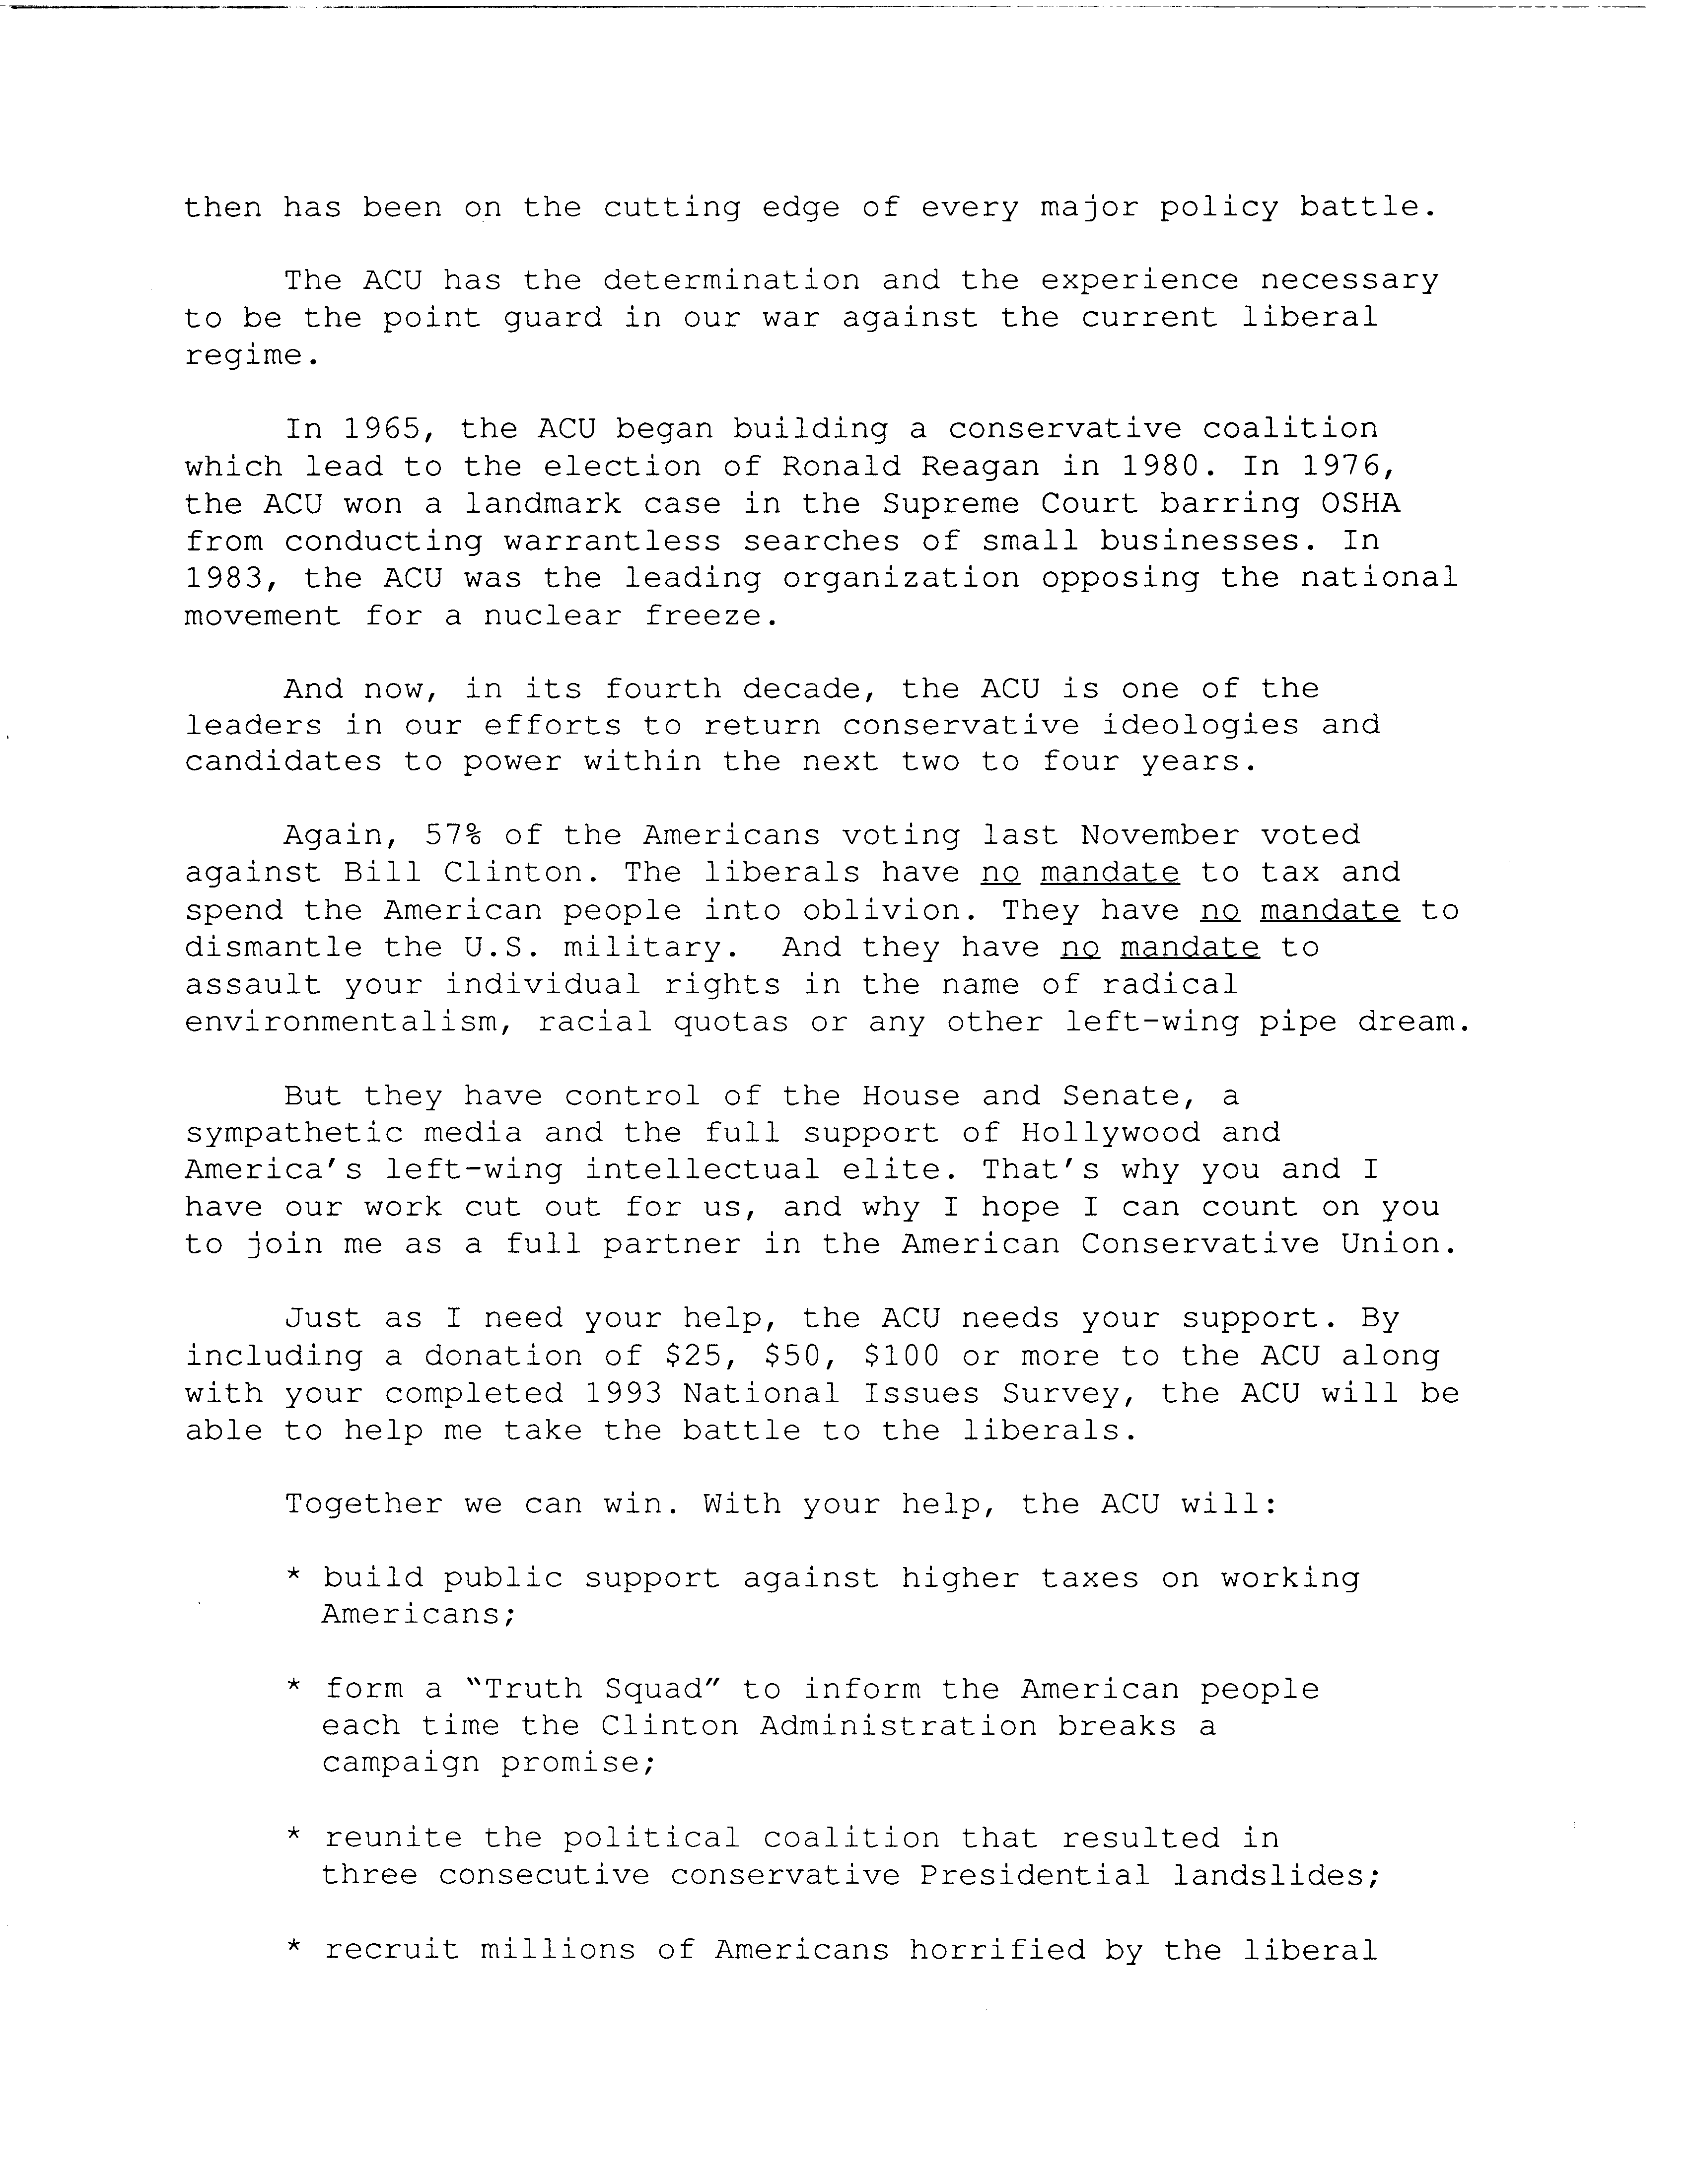 then has been on the cutting edge of every major policy battle.
The ACU has the determination and the experience necessary
to be the point guard in our war against the current liberal
regime.
In 1965, the ACU began building a conservative coalition
which lead to the election of Ronald Reagan in 1980. In 1976,
the ACU won a landmark case in the Supreme Court barring OSHA
from conducting warrantless searches of small businesses. In
1983, the ACU was the leading organization opposing the national
movement for a nuclear freeze.
And now, in its fourth decade, the ACU is one of the
leaders in our efforts to return conservative ideologies and
candidates to power within the next two to four years.
Again, 57% of the Americans voting last November voted
against Bill Clinton. The liberals have no mandate to tax and
spend the American people into oblivion. They have no mandate to
dismantle the U.S. military.  And they have no mandate to
assault your individual rights in the name of radical
environmentalism, racial quotas or any other left-wing pipe dream.
But they have control of the House and Senate, a
sympathetic media and the full support of Hollywood and
America's left-wing intellectual elite. That's why you and I
have our work cut out for us, and why I hope I can count on you
to join me as a full partner in the American Conservative Union.
Just as I need your help, the ACU needs your support. By
including a donation of $25, $50, $100 or more to the ACU along
with your completed 1993 National Issues Survey, the ACU will be
able to help me take the battle to the liberals.
Together we can win. With your help, the ACU will:
* build public support against higher taxes on working
Americans;
* form a "Truth Squad" to inform the American people
each time the Clinton Administration breaks a
campaign promise;
* reunite the political coalition that resulted in
three consecutive conservative Presidential landslides;
* recruit millions of Americans horrified by the liberal